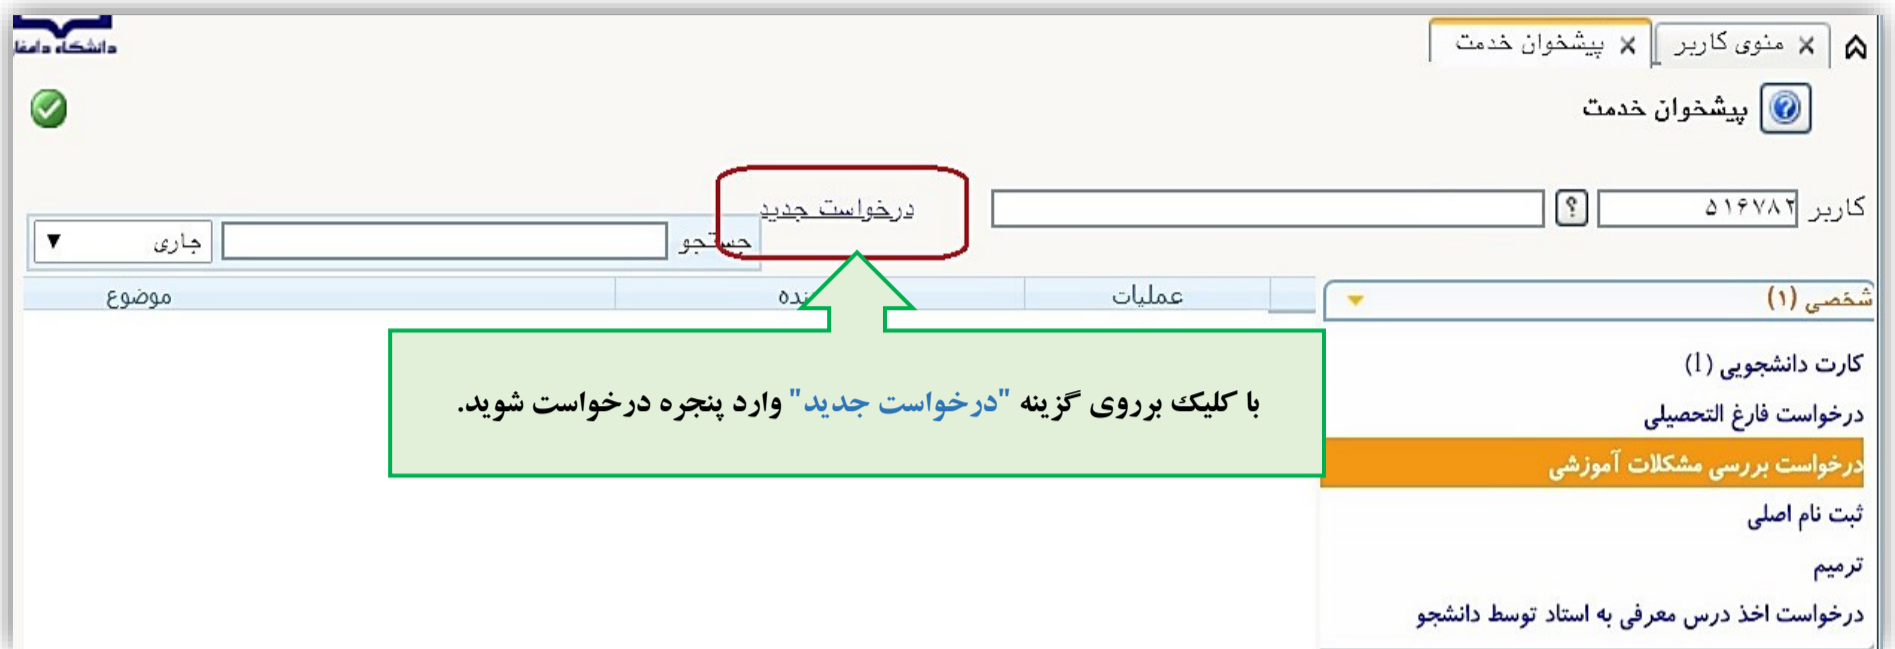 منوی کاربر
پیشخوان خدمت
پیشخوان خدمت
کاربر ۵۱۶۷۸۲
درخواست جدید
جستجو
جاری
عملیات
موضوع
شخصی (۱)
کارت دانشجویی (1)
درخواست فارغ التحصیلی
درخواست بررسی مشکلات آموزشی
ثبت نام اصلی
ترمیم
درخواست اخذ درس معرفی به استاد توسط دانشجو
با کلیک برروی گزینه "درخواست جدید" وارد پنجره درخواست شوید.
دانشگاه